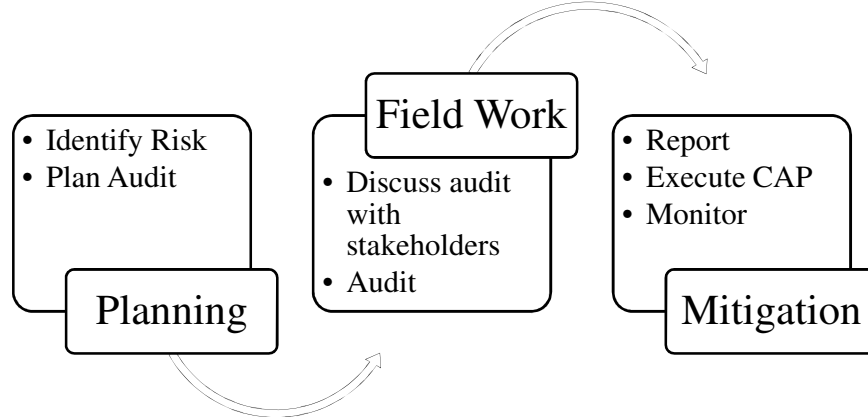 • Identify Risk
• Plan Audit
Planning
Field Work
• Discuss audit
with
stakeholders
• Audit
• Report
• Execute CAP
• Monitor
Mitigation